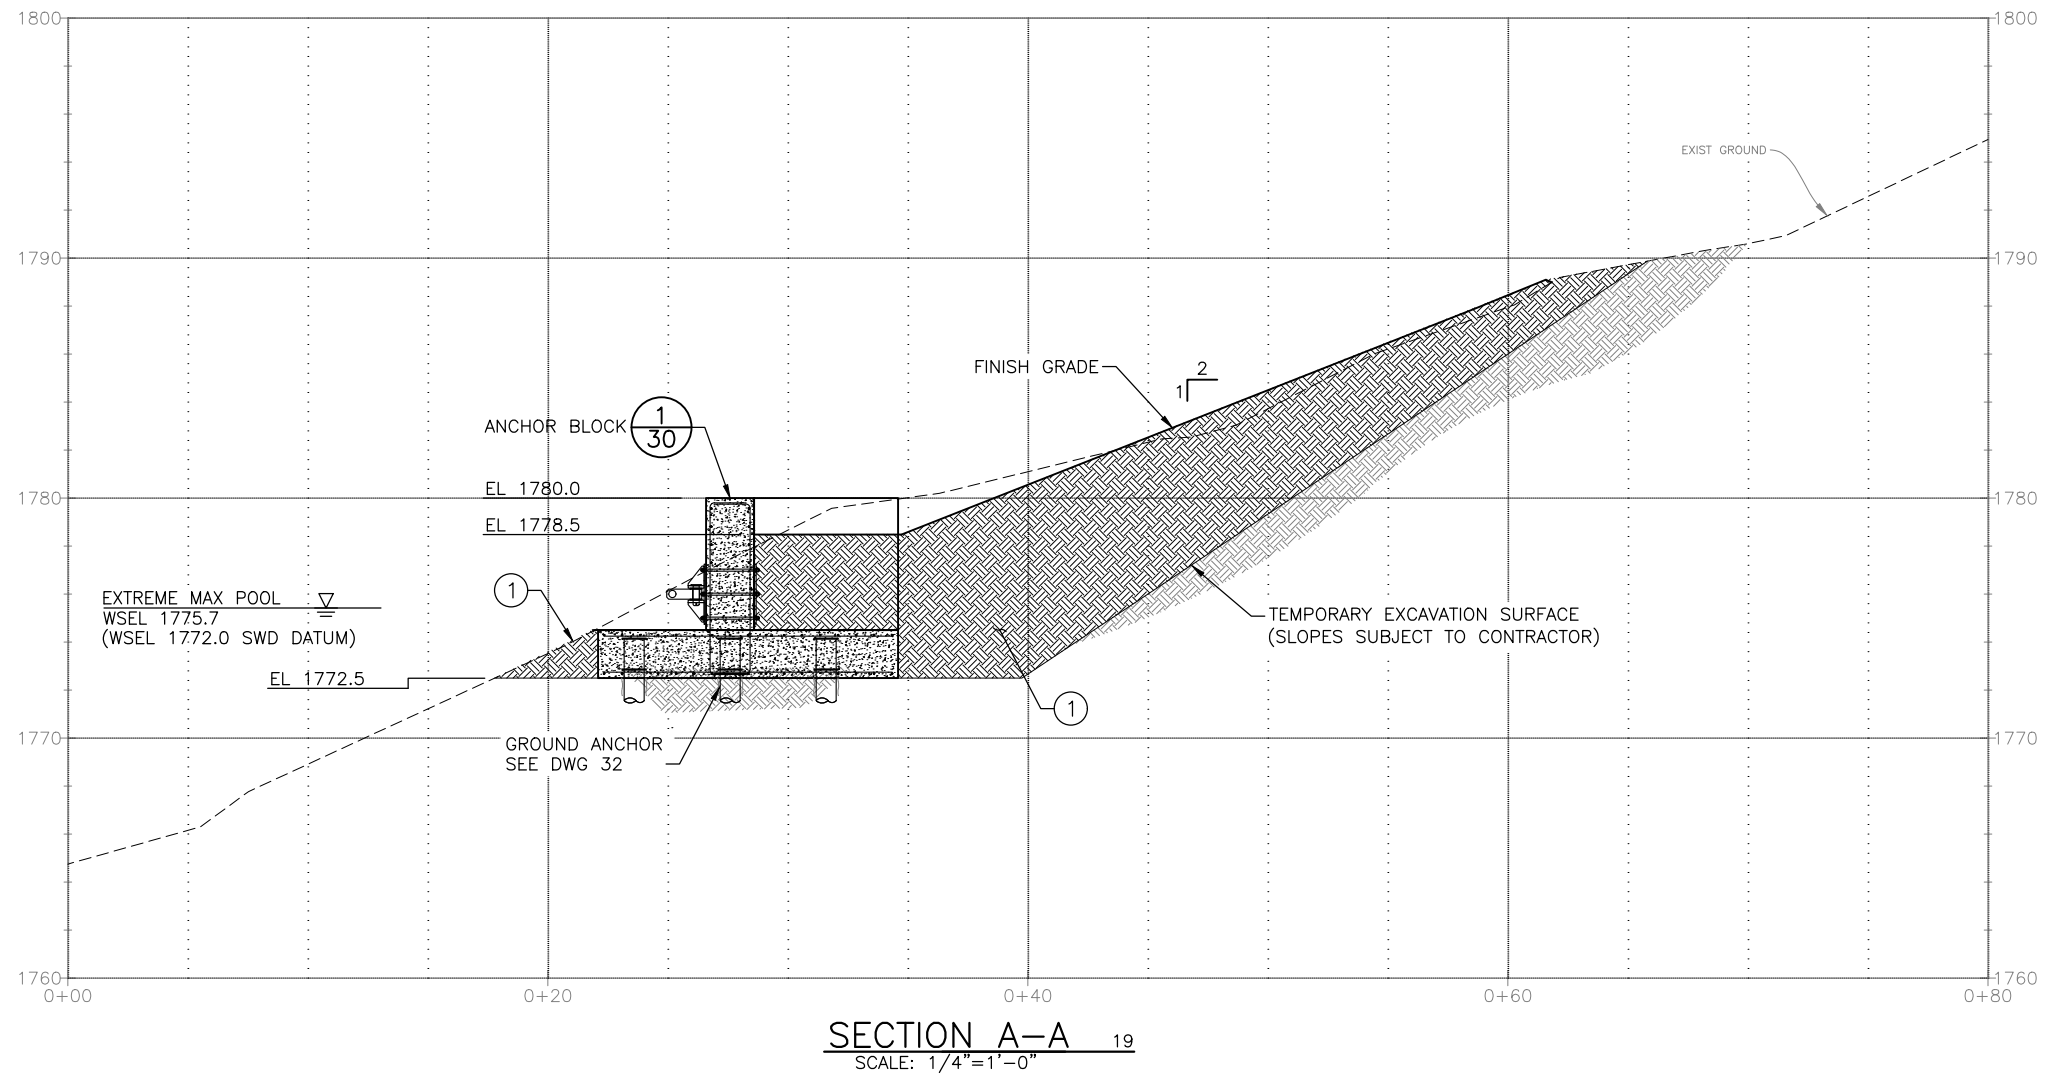 1800
1800
EXIST GROUND
1790
1790
FINISH GRADE
2
1
ANCHOR BLOCK
1
30
EL 1780.0
1780
1780
EL 1778.5
1
EXTREME MAX POOL
WSEL 1775.7
(WSEL 1772.0 SWD DATUM)
TEMPORARY EXCAVATION SURFACE
(SLOPES SUBJECT TO CONTRACTOR)
EL 1772.5
1
1770
1770
GROUND ANCHOR
SEE DWG 32
1760
1760
0+00
0+20
0+40
0+60
0+80
SECTION A-A 19
SCALE: 1/4"=1'-0"